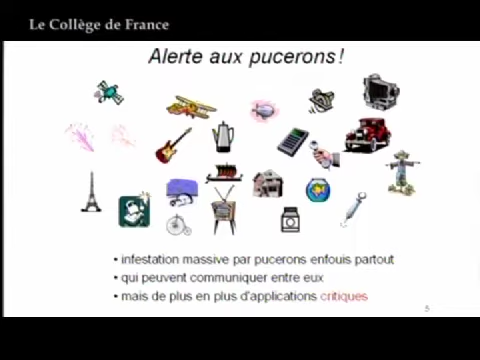 Le Collège de France
Alerte aux pucerons !
• infestation massive par pucerons enfouis partout
• qui peuvent communiquer entre eux
• mais de plus en plus d'applications critiques
5